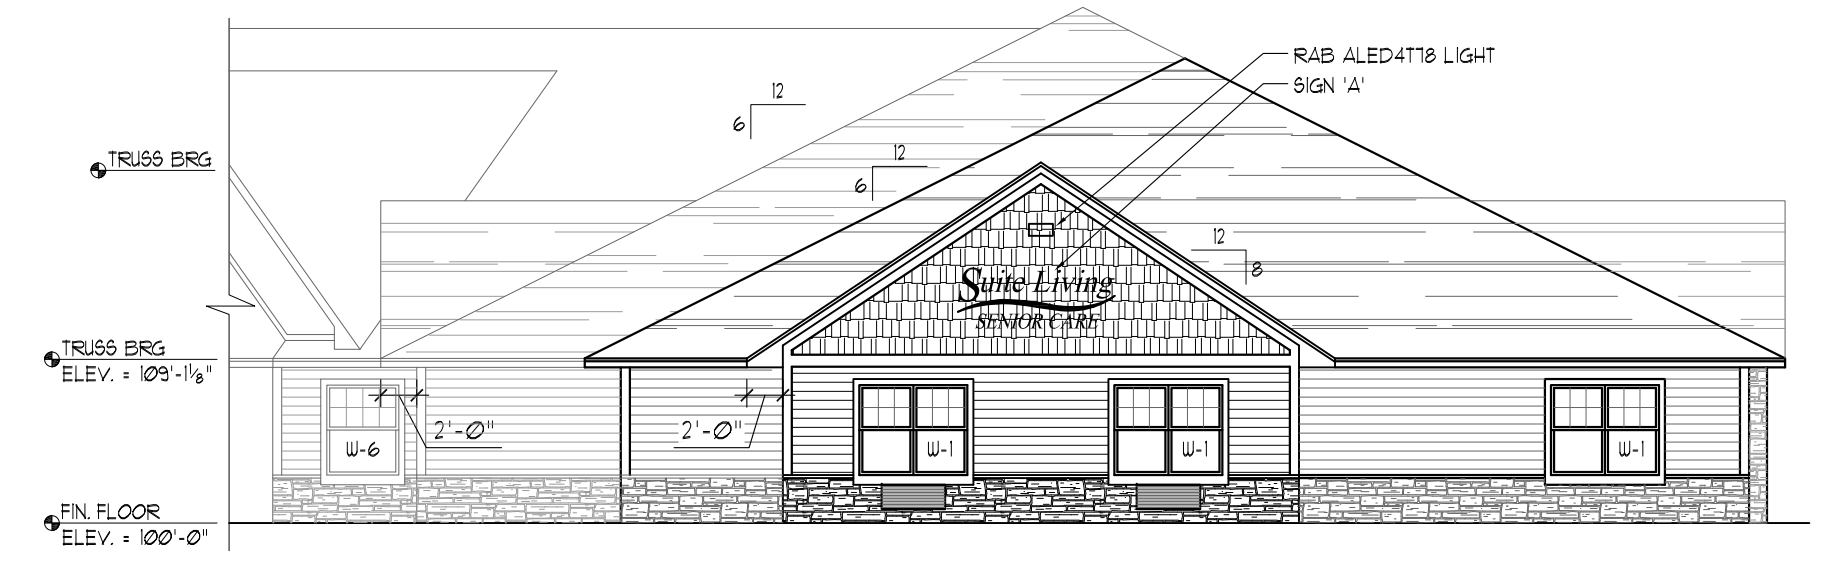 RAB ALED4T78 LIGHT
SIGN 'A'
12
6
12
6
TRUSS BRG
12
8
Suite Living
SENIOR CARE
TRUSS BRG
ELEV. = 109'-1⅛"
2'-0"
2'-0"
W-6
W-1
W-1
W-1
FIN. FLOOR
ELEV. = 100'-0"